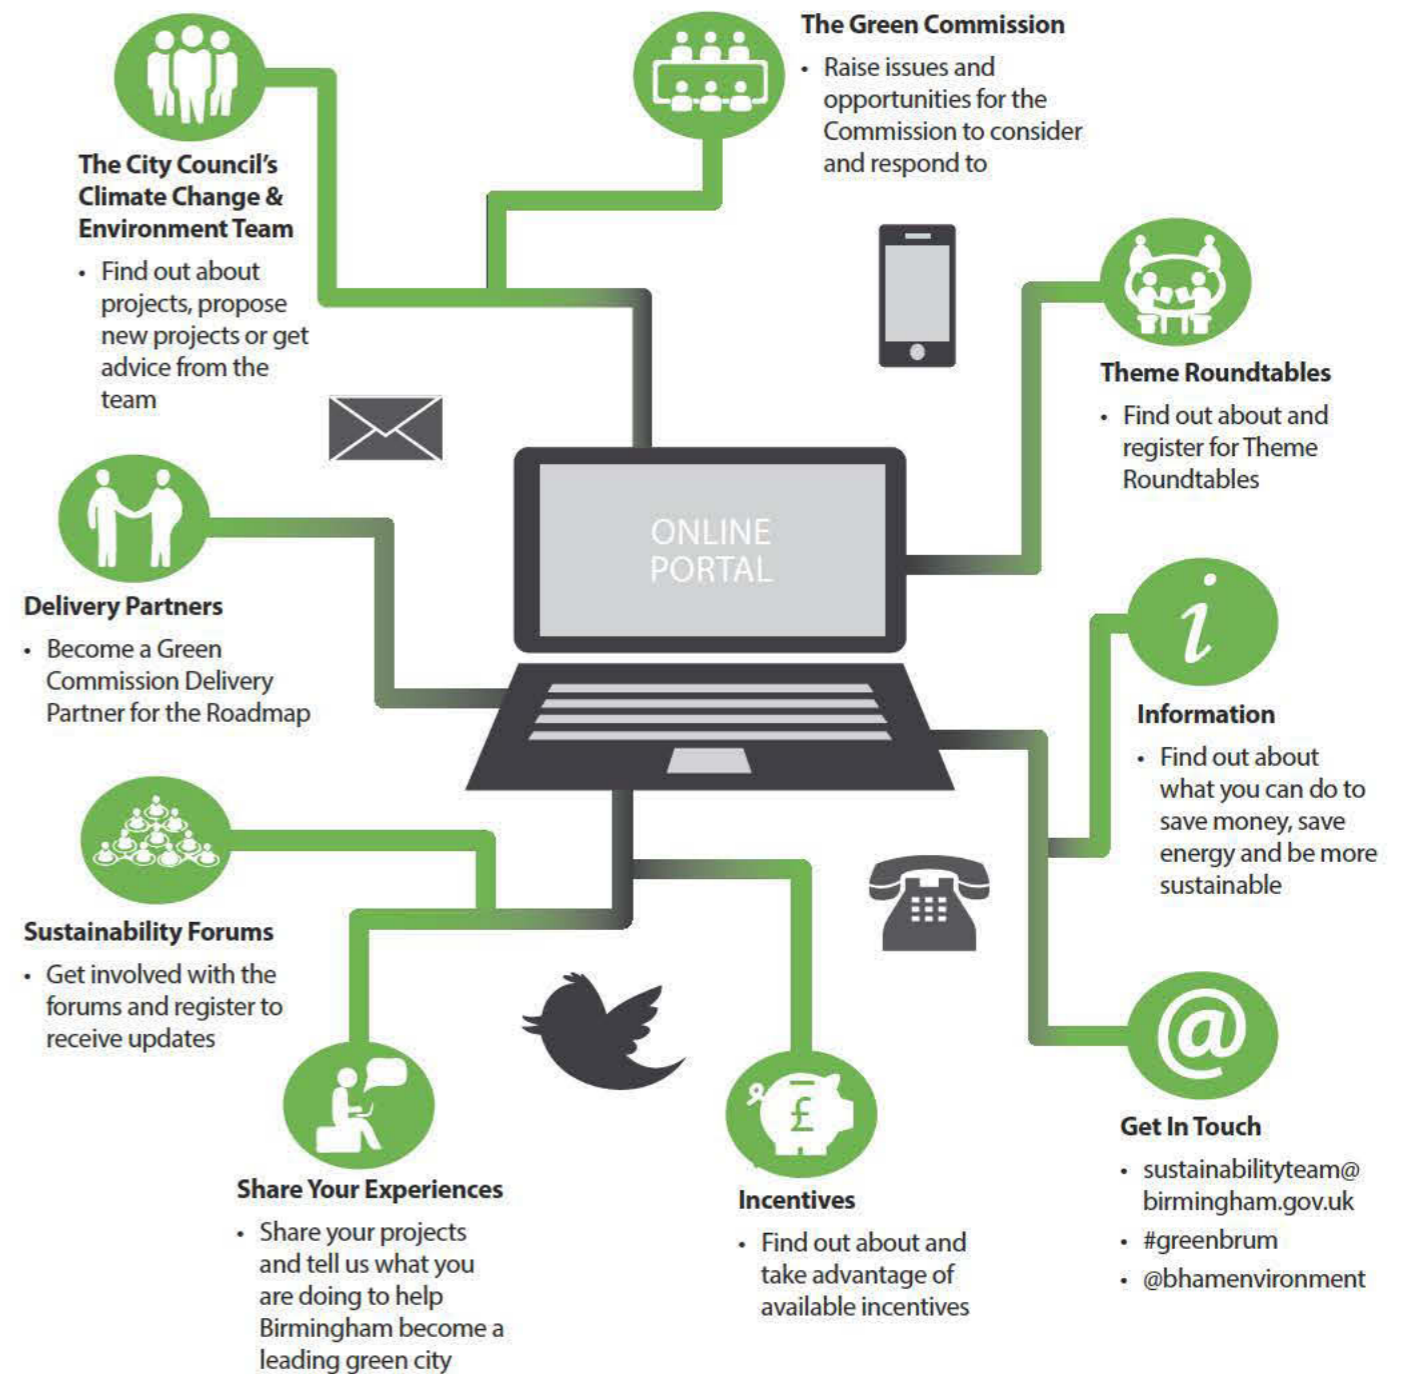 The Green Commission
• Raise issues and
opportunities for the
Commission to consider
and respond to
The City Council's
Climate Change &
Environment Team
• Find out about
projects, propose
new projects or get
advice from the
team
Theme Roundtables
• Find out about and
register for Theme
Roundtables
ONLINE
PORTAL
Delivery Partners
• Become a Green
Commission Delivery
Partner for the Roadmap
i
Information
• Find out about
what you can do to
save money, save
energy and be more
sustainable
Sustainability Forums
• Get involved with the
forums and register to
receive updates
@
Get In Touch
• sustainabilityteam@
birmingham.gov.uk
• #greenbrum
• @bhamenvironment
Share Your Experiences
• Share your projects
and tell us what you
are doing to help
Birmingham become a
leading green city
£
Incentives
• Find out about and
take advantage of
available incentives